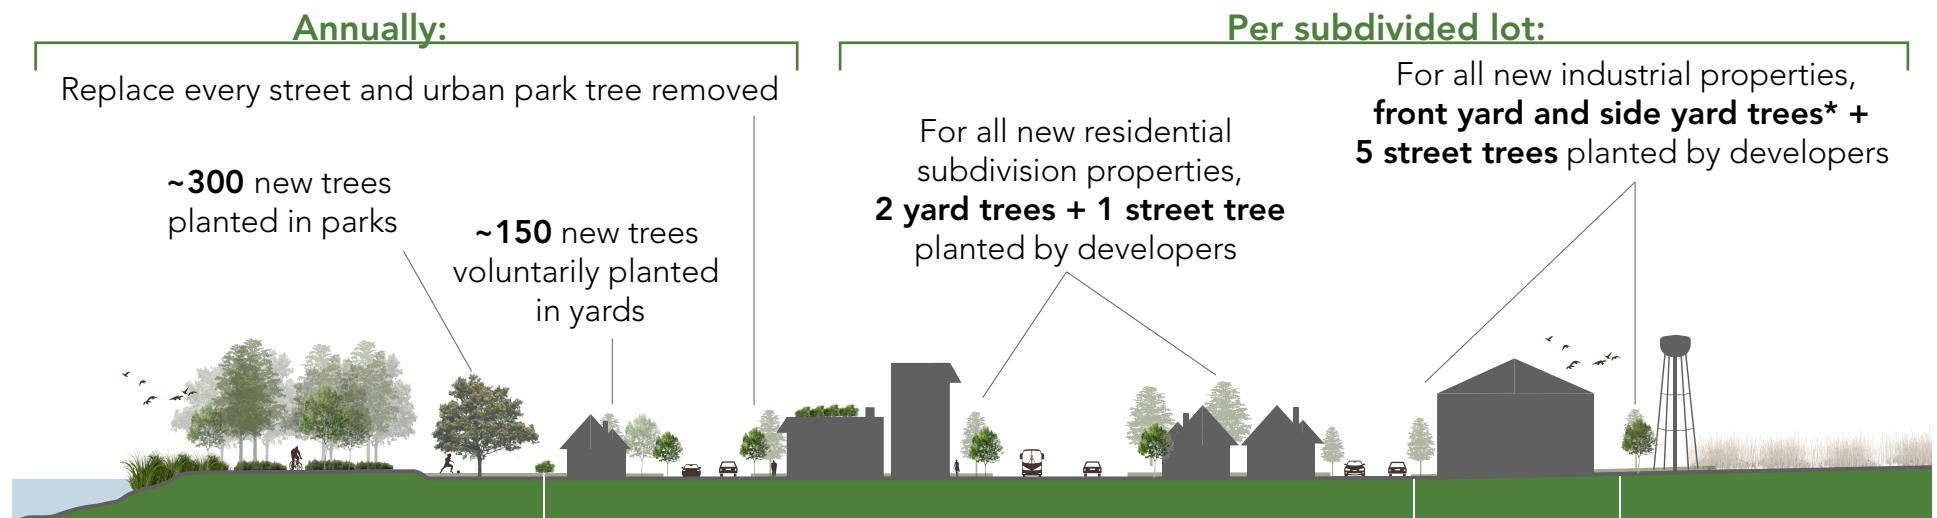 Annually:
Replace every street and urban park tree removed
~300 new trees
planted in parks
~150 new trees
voluntarily planted
in yards
Per subdivided lot:
For all new residential
subdivision properties,
2 yard trees + 1 street tree
planted by developers
For all new industrial properties,
front yard and side yard trees* +
5 street trees planted by developers